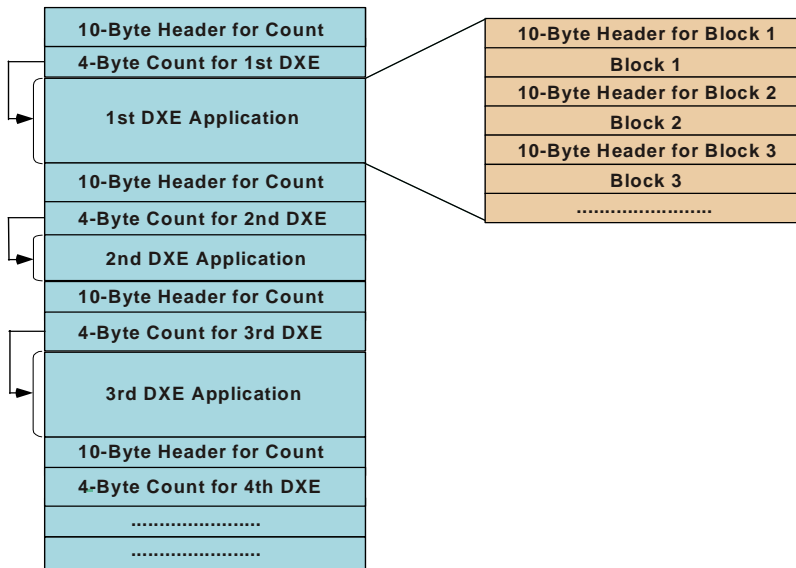 10-Byte Header for Count
4-Byte Count for 1st DXE
1st DXE Application
10-Byte Header for Count
4-Byte Count for 2nd DXE
2nd DXE Application
10-Byte Header for Count
4-Byte Count for 3rd DXE
3rd DXE Application
10-Byte Header for Count
4-Byte Count for 4th DXE
.......................
.......................
10-Byte Header for Block 1
Block 1
10-Byte Header for Block 2
Block 2
10-Byte Header for Block 3
Block 3
........................